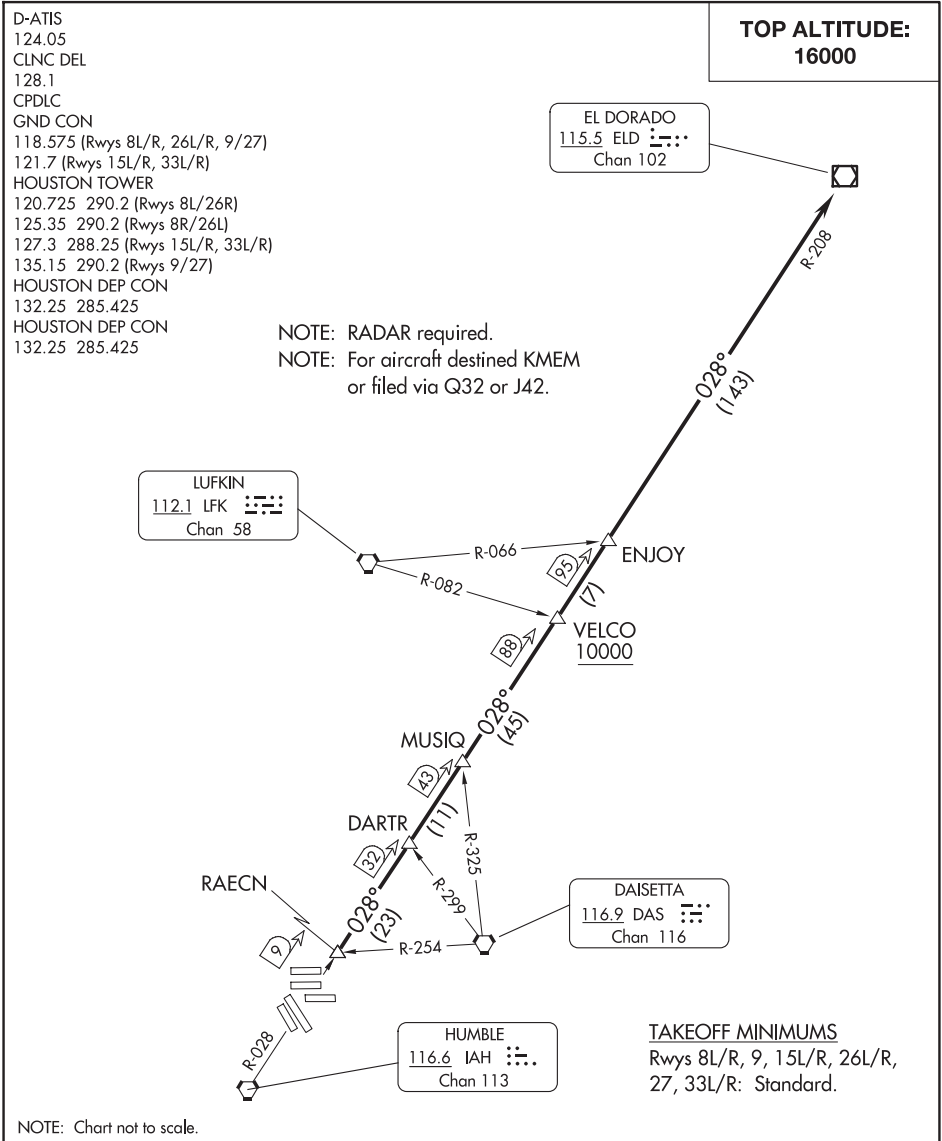 D-ATIS
124.05
CLNC DEL
128.1
CPDLC
GND CON
118.575 (Rwys 8L/R, 26L/R, 9/27)
121.7 (Rwys 15L/R, 33L/R)
HOUSTON TOWER
120.725 290.2 (Rwys 8L/26R)
125.35 290.2 (Rwys 8R/26L)
127.3 288.25 (Rwys 15L/R, 33L/R)
135.15 290.2 (Rwys 9/27)
HOUSTON DEP CON
132.25 285.425
HOUSTON DEP CON
132.25 285.425
TOP ALTITUDE:
16000
EL DORADO
115.5 ELD
Chan 102
R-208
NOTE: RADAR required.
NOTE: For aircraft destined KMEM
or filed via Q32 or J42.
028°
(143)
LUFKIN
112.1 LFK
Chan 58
R-066
R-082
95
ENJOY
(7)
VELCO
10000
88
028°
(45)
MUSIQ
43
(11)
DARTR
32
R-325
R-299
RAECN
028°
(23)
9
R-254
DAISETTA
116.9 DAS
Chan 116
R-028
HUMBLE
116.6 IAH
Chan 113
TAKEOFF MINIMUMS
Rwys 8L/R, 9, 15L/R, 26L/R,
27, 33L/R: Standard.
NOTE: Chart not to scale.